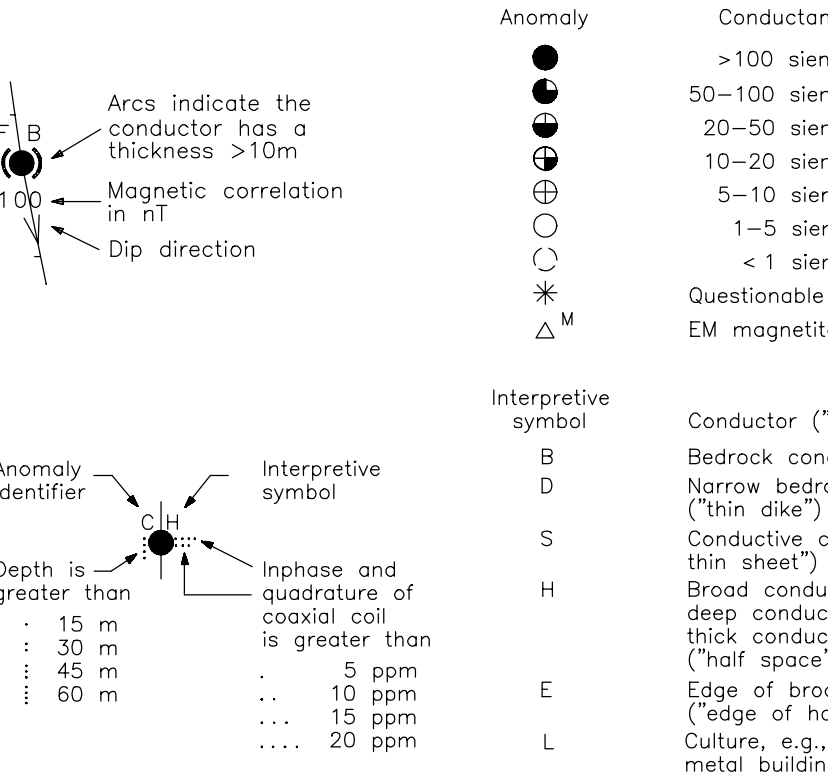 Arcs indicate the
conductor has a
thickness >10m
B
100
Magnetic correlation
in nT
Dip direction
Anomaly
>100
50-100
20-50
10-20
5-10
1-5
<1
Questionable
M
EM
Interpretive
symbol
Conductor
B
Bedrock
D
Narrow
("thin dike")
S
Conductive
thin sheet")
H
Broad
deep
thick
("half
E
Edge of
("edge of
L
Culture, e.g.,
metal
Anomaly
identifier
Interpretive
symbol
C H
Depth is
greater than
15 m
30 m
45 m
60 m
Inphase and
quadrature of
coaxial coil
is greater than
. 5 ppm
.. 10 ppm
... 15 ppm
.... 20 ppm